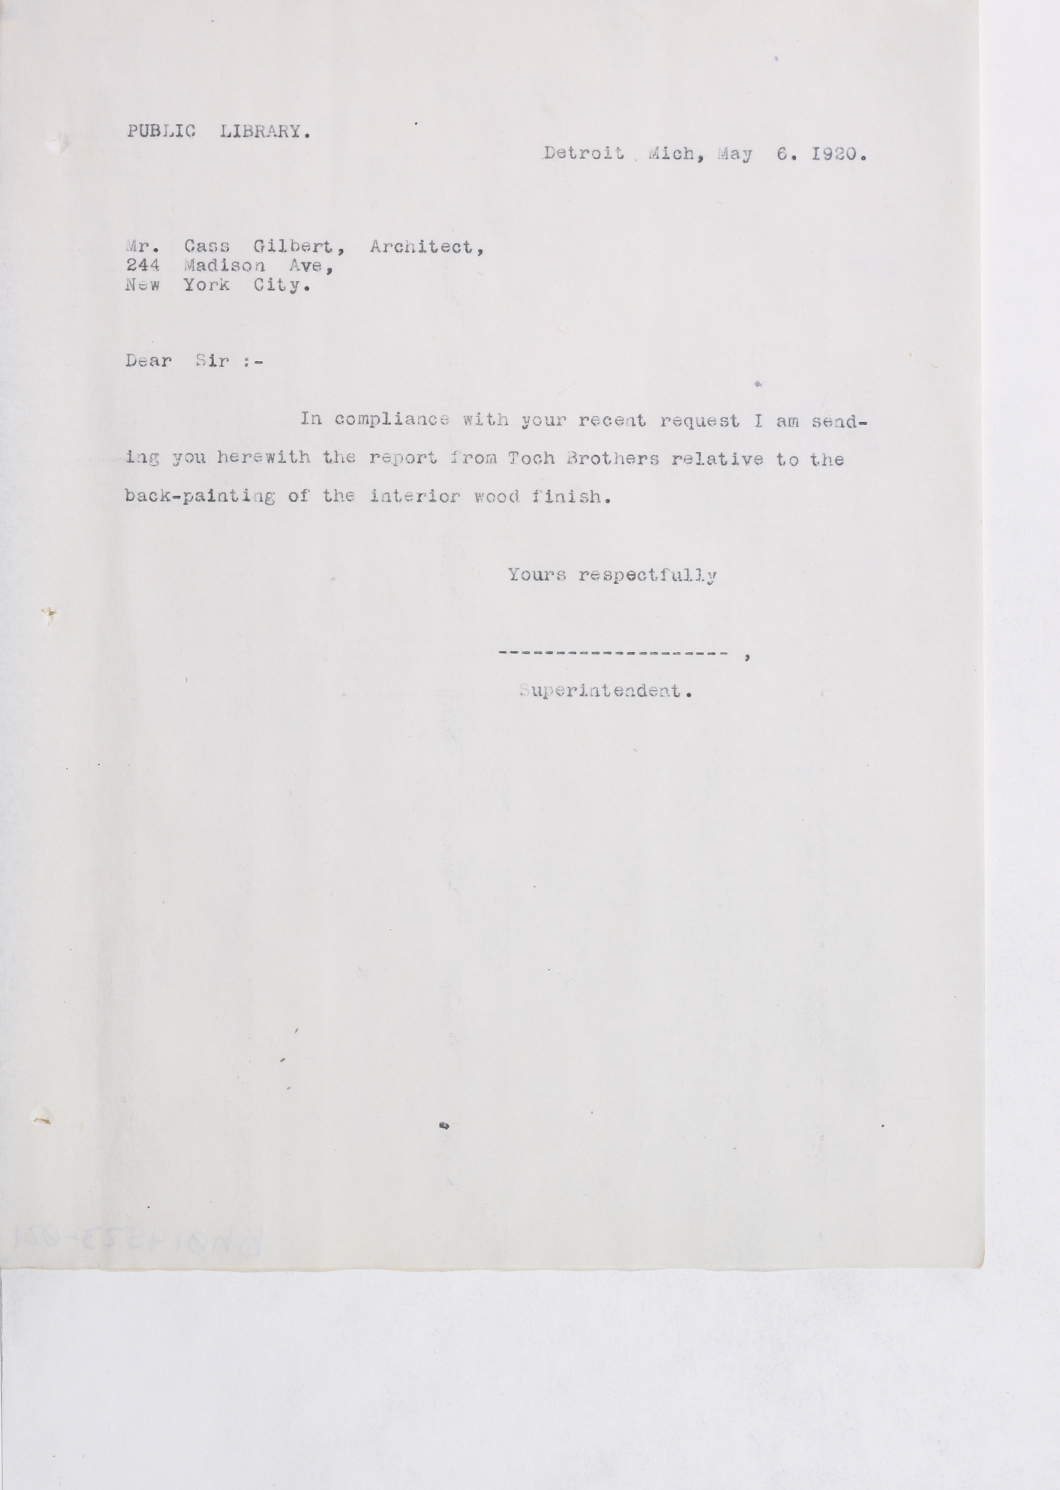 PUBLIC LIBRARY.
Detroit Mich, May 6. 1920.
Mr. Cass Gilbert, Architect,
244 Madison Ave,
New York City.
Dear Sir :-
In compliance with your recent request I am send-
ing you herewith the report from Toch Brothers relative to the
back-painting of the interior wood finish.
Yours respectfully
-------------------- ,
Superintendent.